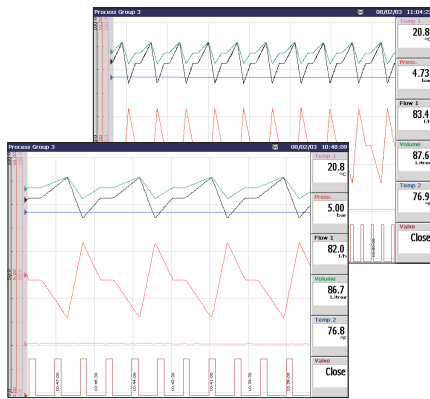 Process Group 3
08/02/03 11:04:22
Temp 1
20.8
°C
Press.
4.73
bar
Flow 1
83.4
l/h
Volume
87.6
Litres
Temp 2
76.9
°F
Valve
Close
Process Group 3
08/02/03 10:48:09
Temp 1
20.8
°C
Press.
5.00
bar
Flow 1
82.0
l/h
Volume
86.7
Litres
Temp 2
76.8
°F
Valve
Close